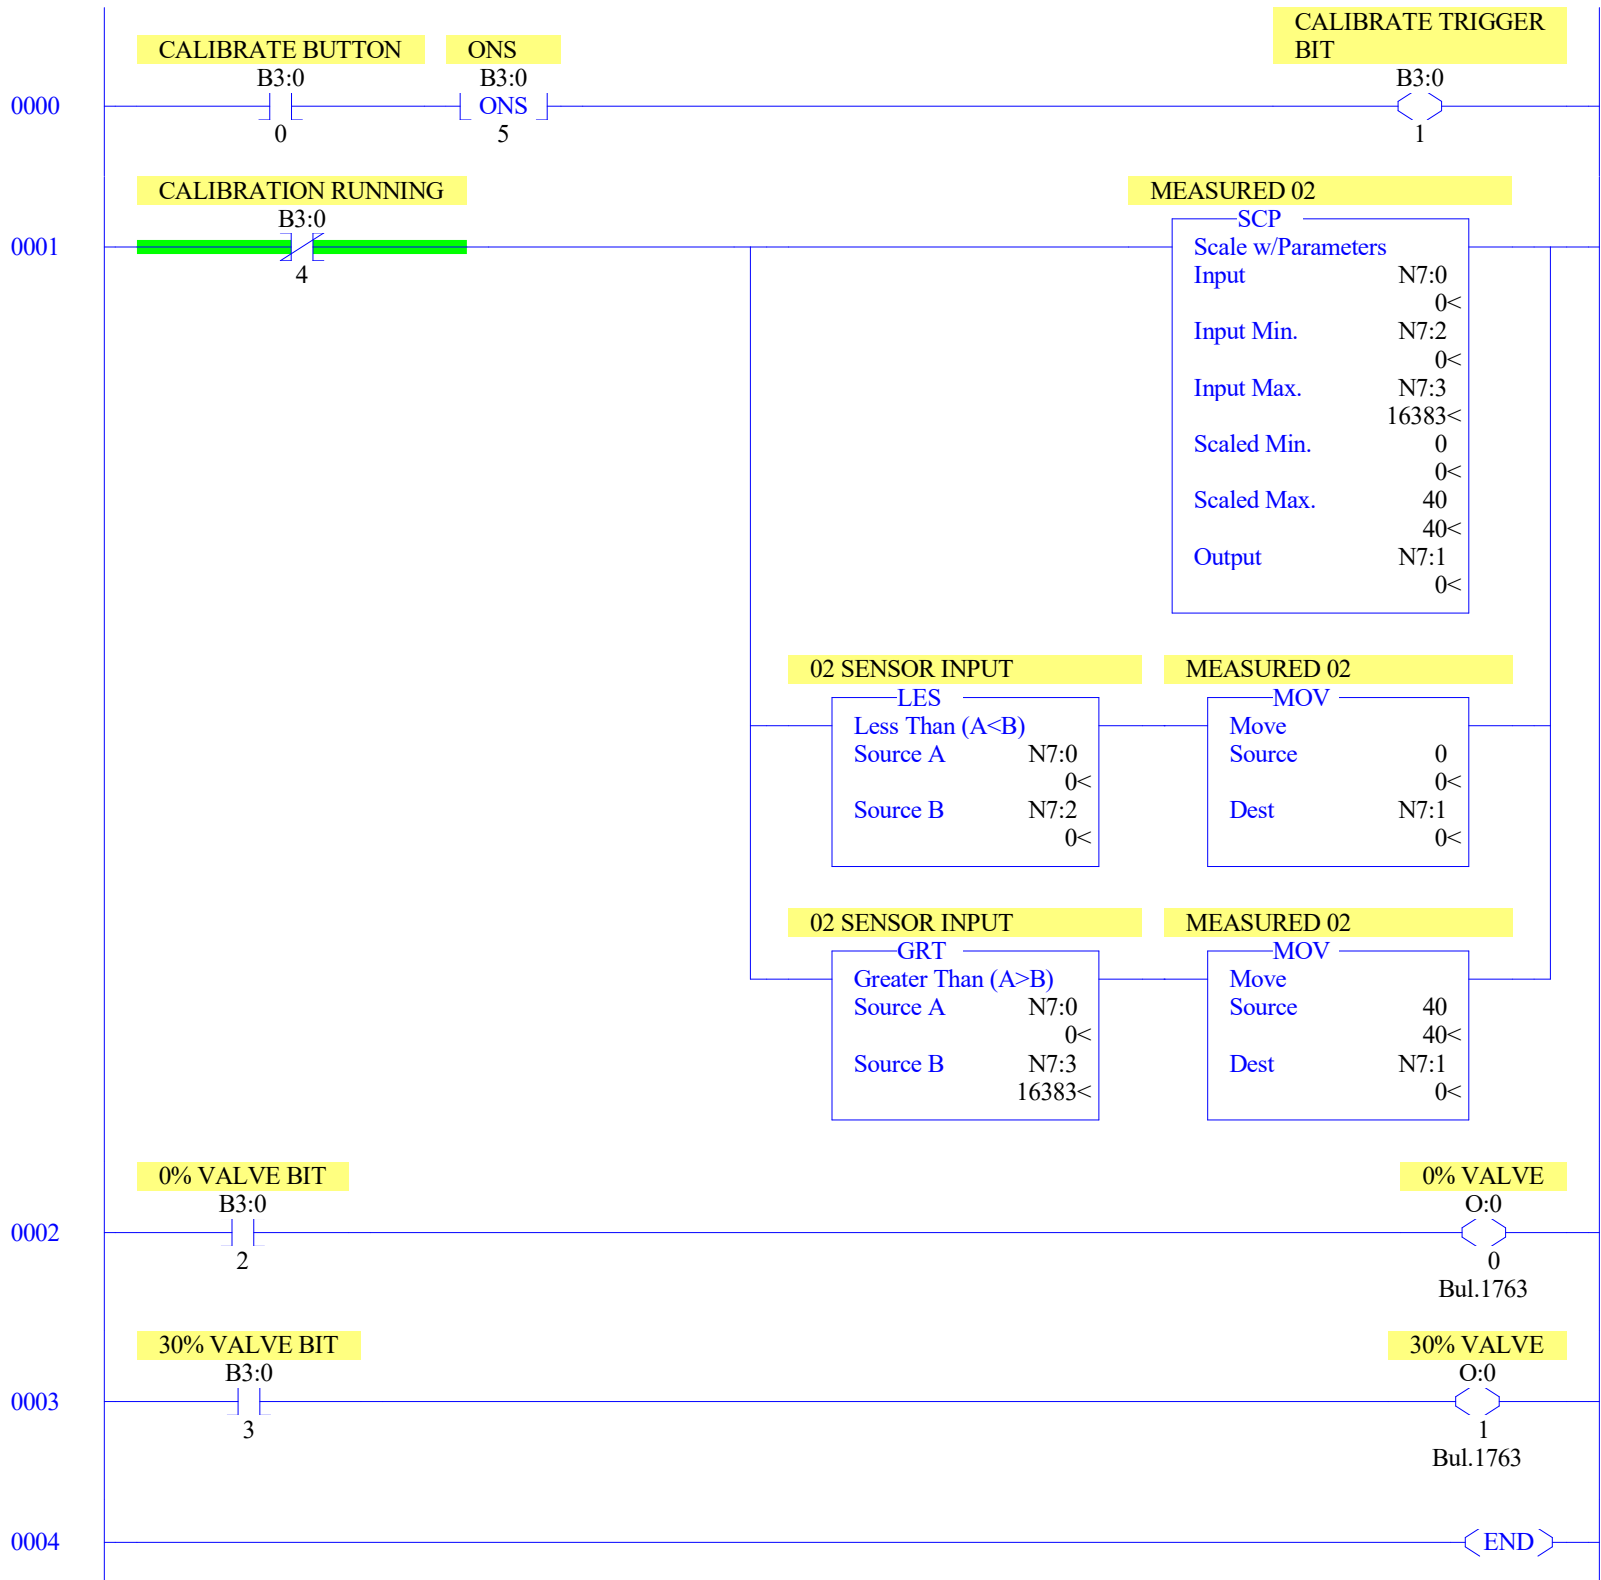 CALIBRATE BUTTON ONS CALIBRATE TRIGGER
BIT
B3:0 B3:0 B3:0
0000 ONS
0 5 1
CALIBRATION RUNNING MEASURED 02
B3:0 SCP
0001 Scale w/Parameters
4 Input N7:0
0<
Input Min. N7:2
0<
Input Max. N7:3
16383<
Scaled Min. 0
0<
Scaled Max. 40
40<
Output N7:1
0<
02 SENSOR INPUT MEASURED 02
LES MOV
Less Than (A<B) Move
Source A N7:0 Source 0
0< 0<
Source B N7:2 Dest N7:1
0< 0<
02 SENSOR INPUT MEASURED 02
GRT MOV
Greater Than (A>B) Move
Source A N7:0 Source 40
0< 40<
Source B N7:3 Dest N7:1
16383< 0<
0% VALVE BIT 0% VALVE
B3:0 O:0
0002
2 0
Bul.1763
30% VALVE BIT 30% VALVE
B3:0 O:0
0003
3 1
Bul.1763
0004 END